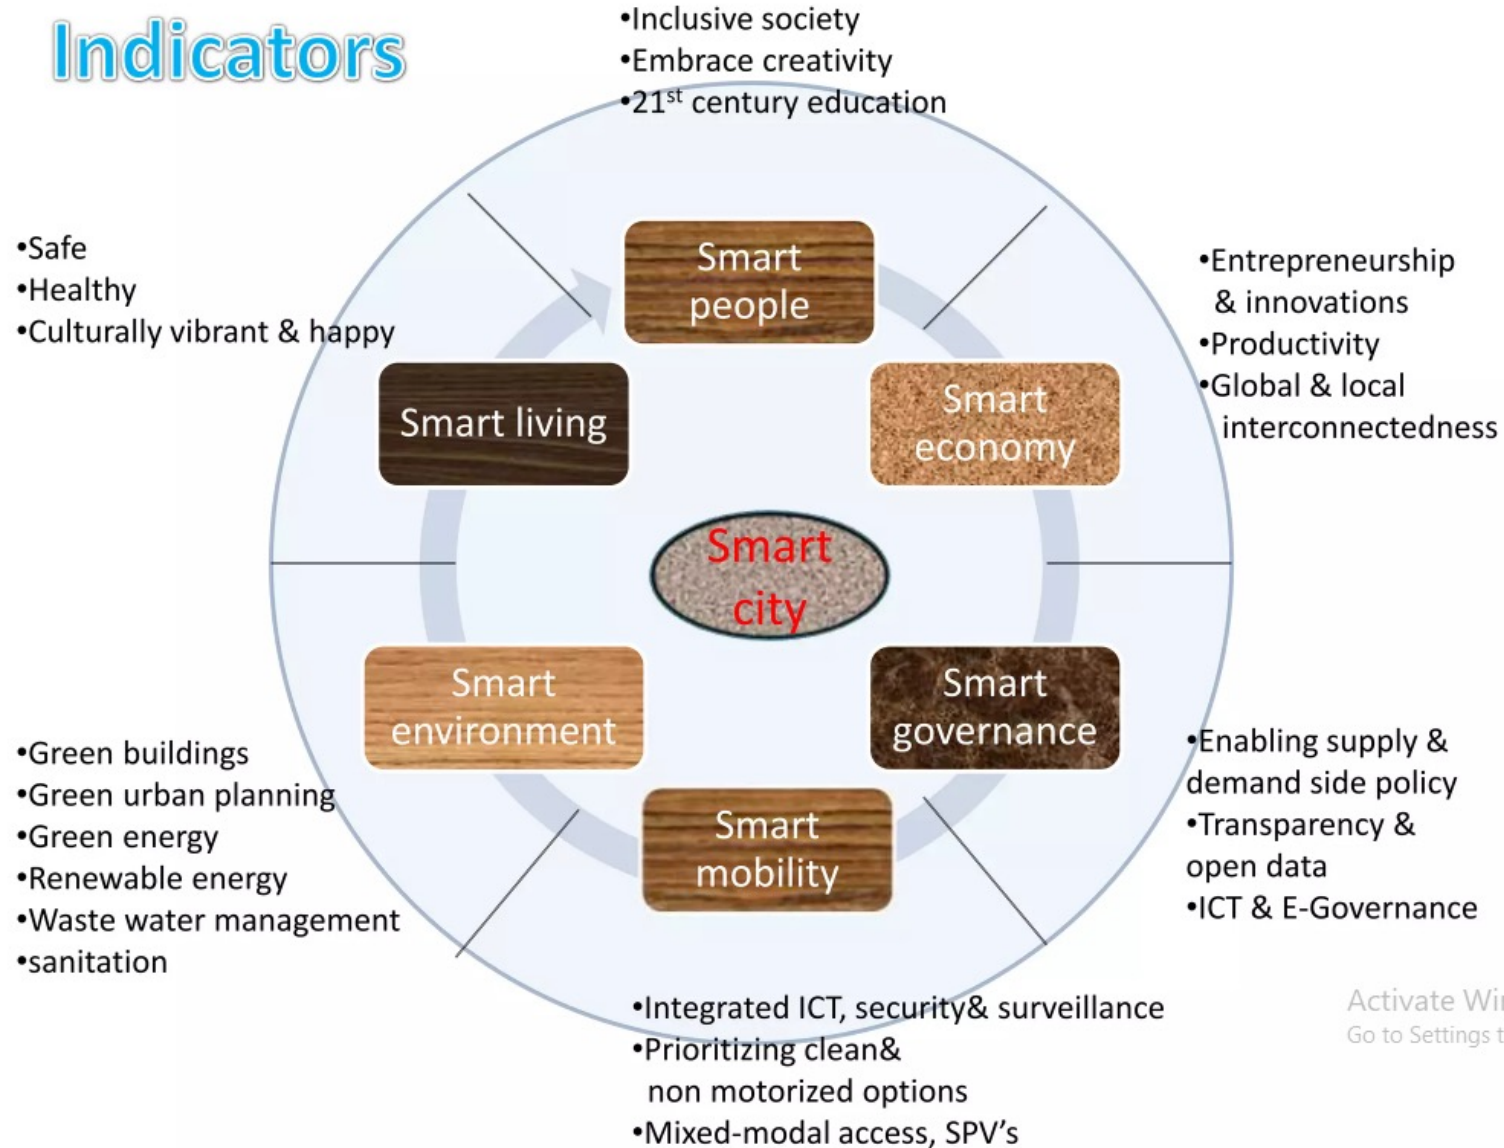 Indicators
•Inclusive society
•Embrace creativity
•21st century education
•Safe
•Healthy
•Culturally vibrant & happy
Smart
people
•Entrepreneurship
& innovations
•Productivity
•Global & local
interconnectedness
Smart living
Smart
economy
Smart
city
Smart
environment
Smart
governance
•Green buildings
•Green urban planning
•Green energy
•Renewable energy
•Waste water management
•sanitation
Smart
mobility
•Enabling supply &
demand side policy
•Transparency &
open data
•ICT & E-Governance
•Integrated ICT, security& surveillance
•Prioritizing clean&
non motorized options
•Mixed-modal access, SPV's
Activate Wi
Go to Settings t